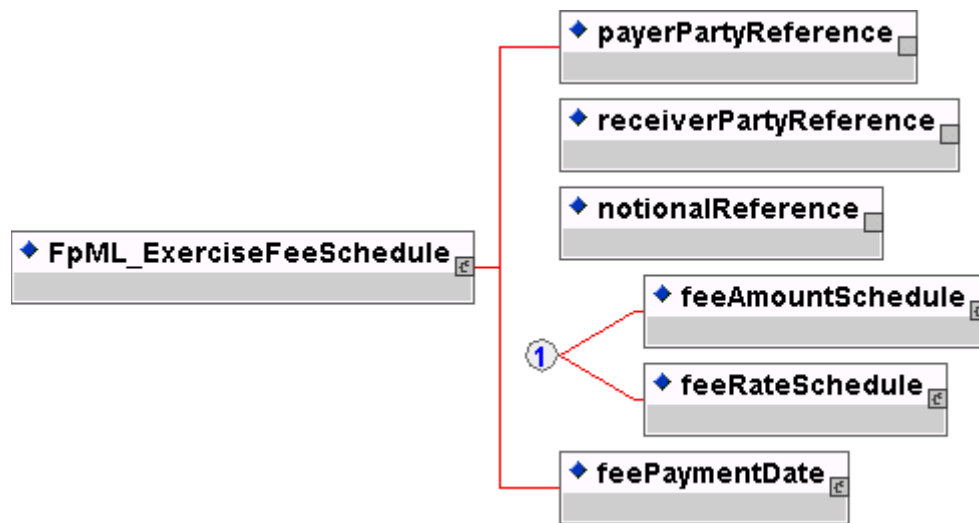 payerPartyReference
receiverPartyReference
notionalReference
FpML_ExerciseFeeSchedule
feeAmountSchedule
1
feeRateSchedule
feePaymentDate